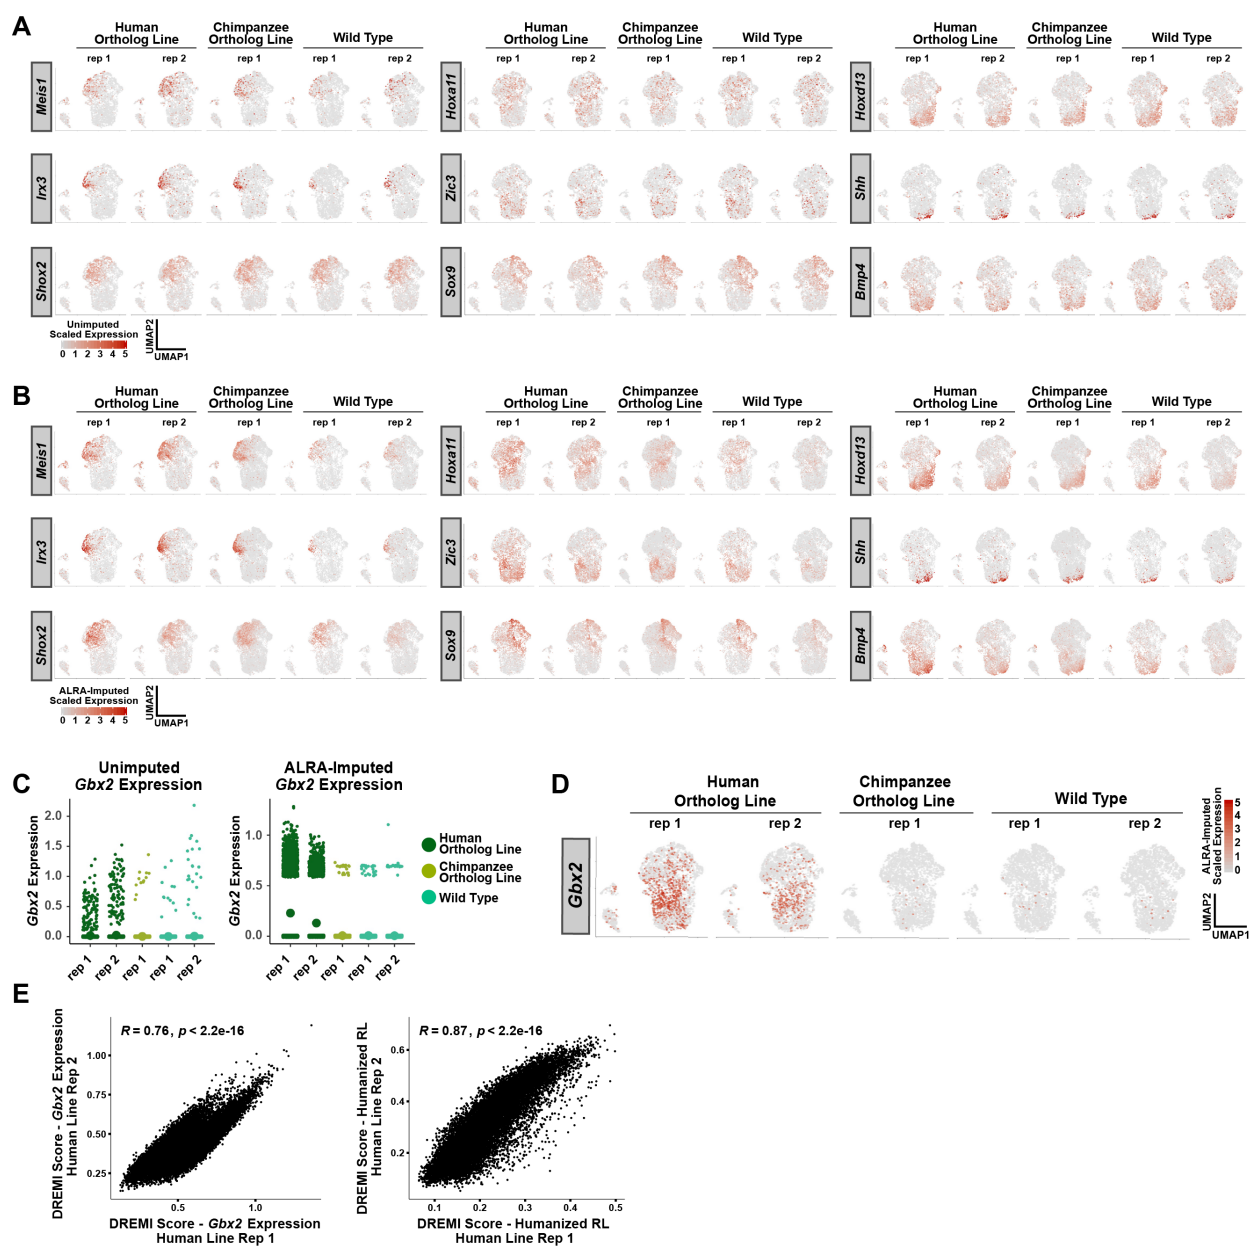 A
Human Ortholog Line
Chimpanzee Ortholog Line
Wild Type
Human Ortholog Line
Chimpanzee Ortholog Line
Wild Type
Human Ortholog Line
Chimpanzee Ortholog Line
Wild Type
rep 1 rep 2 rep 1 rep 1 rep 2
rep 1 rep 2 rep 1 rep 1 rep 2
rep 1 rep 2 rep 1 rep 1 rep 2
Meis1
Hoxa11
Hoxd13
Irx3
Zic3
Shh
Shox2
Sox9
Bmp4
Unimputed
Scaled Expression
0 1 2 3 4 5
UMAP2
UMAP1
B
Human Ortholog Line
Chimpanzee Ortholog Line
Wild Type
Human Ortholog Line
Chimpanzee Ortholog Line
Wild Type
Human Ortholog Line
Chimpanzee Ortholog Line
Wild Type
rep 1 rep 2 rep 1 rep 1 rep 2
rep 1 rep 2 rep 1 rep 1 rep 2
rep 1 rep 2 rep 1 rep 1 rep 2
Meis1
Hoxa11
Hoxd13
Irx3
Zic3
Shh
Shox2
Sox9
Bmp4
ALRA-Imputed
Scaled Expression
0 1 2 3 4 5
UMAP2
UMAP1
C
Unimputed
Gbx2 Expression
Gbx2 Expression
2.0
1.5
1.0
0.5
0.0
rep 1 rep 2 rep 1 rep 1 rep 2
ALRA-Imputed
Gbx2 Expression
Gbx2 Expression
1.0
0.5
0.0
rep 1 rep 2 rep 1 rep 1 rep 2
Human
Ortholog Line
Chimpanzee
Ortholog Line
Wild Type
D
Human
Ortholog Line
Chimpanzee
Ortholog Line
Wild Type
rep 1 rep 2 rep 1 rep 1 rep 2
Gbx2
ALRA-Imputed
Scaled Expression
5
4
3
2
1
0
UMAP2
UMAP1
E
R = 0.76, p < 2.2e-16
DREMI Score - Gbx2 Expression
Human Line Rep 2
1.00
0.75
0.50
0.25
0.5 1.0
DREMI Score - Gbx2 Expression
Human Line Rep 1
R = 0.87, p < 2.2e-16
DREMI Score - Humanized RL
Human Line Rep 2
0.6
0.4
0.2
0.1 0.2 0.3 0.4 0.5
DREMI Score - Humanized RL
Human Line Rep 1